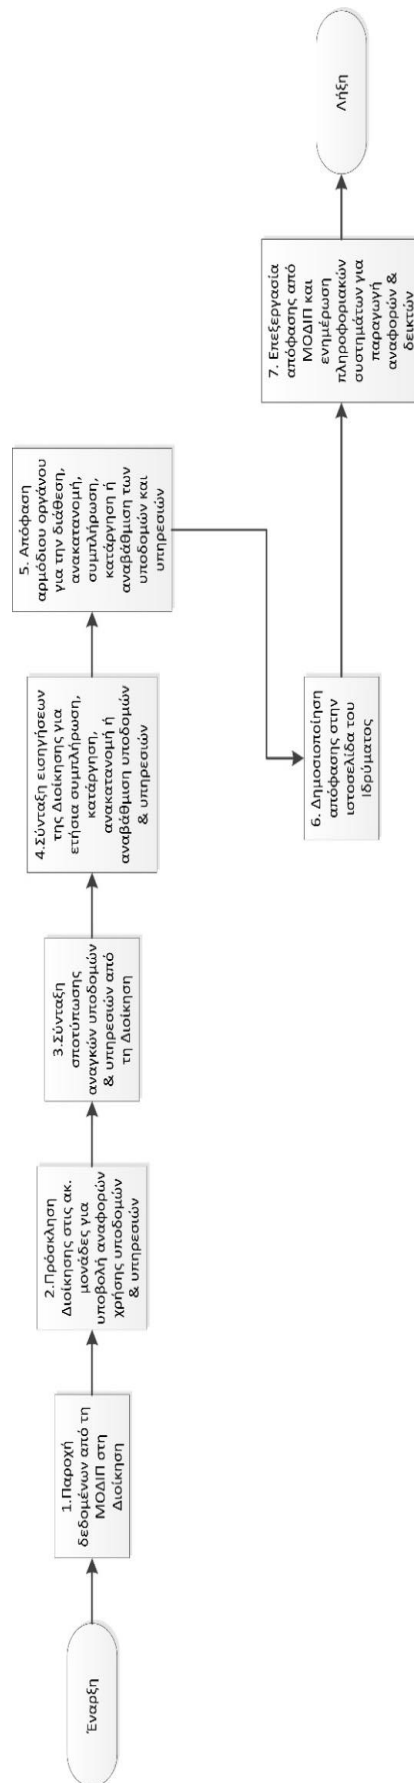 Έναρξη
1.Παροχή
δεδομένων από τη
ΜΟΔΙΠ στη
Διοίκηση
2.Πρόσκληση
Διοίκησης στις ακ.
μονάδες για
υποβολή αναφορών
χρήσης υποδομών
& υπηρεσιών
3.Σύνταξη
σποτύπωσης
αναγκών υποδομών
& υπηρεσιών από
τη Διοίκηση
4.Σύνταξη εισηγήσεων
της Διοίκησης για
ετήσια συμπλήρωση,
κατάργηση,
ανακατανομή ή
αναβάθμιση υποδομών
& υπηρεσιών
5. Απόφαση
αρμόδιου οργάνου
για την διάθεση,
ανακατανομή,
συμπλήρωση,
κατάργηση ή
αναβάθμιση των
υποδομών και
υπηρεσιών
6. Δημοσιοποίηση
απόφασης στην
ιστοσελίδα του
Ιδρύματος
7. Επεξεργασία
απόφασης από
ΜΟΔΙΠ και
ενημέρωση
πληροφοριακών
συστημάτων για
παραγωγή
αναφορών &
δεικτών
Λήξη